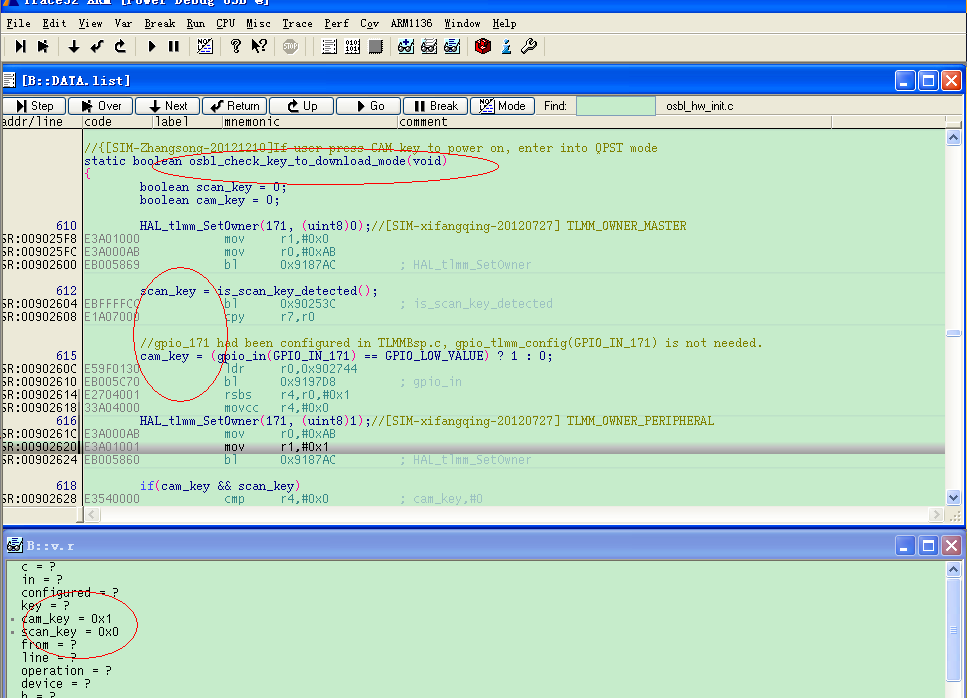 Trace32 ARM [Power Debug USB @]
File Edit View Var Break Run CPU Misc Trace Perf Cov ARM1136 Window Help
STOP
[B::DATA.list]
Step Over Next Return Up Go Break Mode Find: osbl_hw_init.c
addr/line code label mnemonic comment
//{[SIM-Zhangsong-20121210]If user press CAM key to power on, enter into QPST mode
static boolean osbl_check_key_to_download_mode(void)
{
boolean scan_key = 0;
boolean cam_key = 0;
610 HAL_tlmm_SetOwner(171, (uint8)0);//[SIM-xifangqing-20120727] TLMM_OWNER_MASTER
SR:009025F8 E3A01000 mov r1,#0x0
SR:009025FC E3A000AB mov r0,#0xAB
SR:00902600 EB005869 bl 0x9187AC ; HAL_tlmm_SetOwner
612 scan_key = is_scan_key_detected();
SR:00902604 EBFFFFCC bl 0x90253C ; is_scan_key_detected
SR:00902608 E1A07000 cpy r7,r0
//gpio_171 had been configured in TLMMBsp.c, gpio_tlmm_config(GPIO_IN_171) is not needed.
615 cam_key = (gpio_in(GPIO_IN_171) == GPIO_LOW_VALUE) ? 1 : 0;
SR:0090260C E59F0130 ldr r0,0x902744
SR:00902610 EB005C70 bl 0x9197D8 ; gpio_in
SR:00902614 E2704001 rsbs r4,r0,#0x1
SR:00902618 33A04000 movcc r4,#0x0
616 HAL_tlmm_SetOwner(171, (uint8)1);//[SIM-xifangqing-20120727] TLMM_OWNER_PERIPHERAL
SR:0090261C E3A000AB mov r0,#0xAB
SR:00902620 E3A01001 mov r1,#0x1
SR:00902624 EB005860 bl 0x9187AC ; HAL_tlmm_SetOwner
618 if(cam_key && scan_key)
SR:00902628 E3540000 cmp r4,#0x0 ; cam_key,#0
B::v.r
c = ?
in = ?
configured = ?
key = ?
cam_key = 0x1
scan_key = 0x0
from = ?
line = ?
operation = ?
device = ?
h = ?